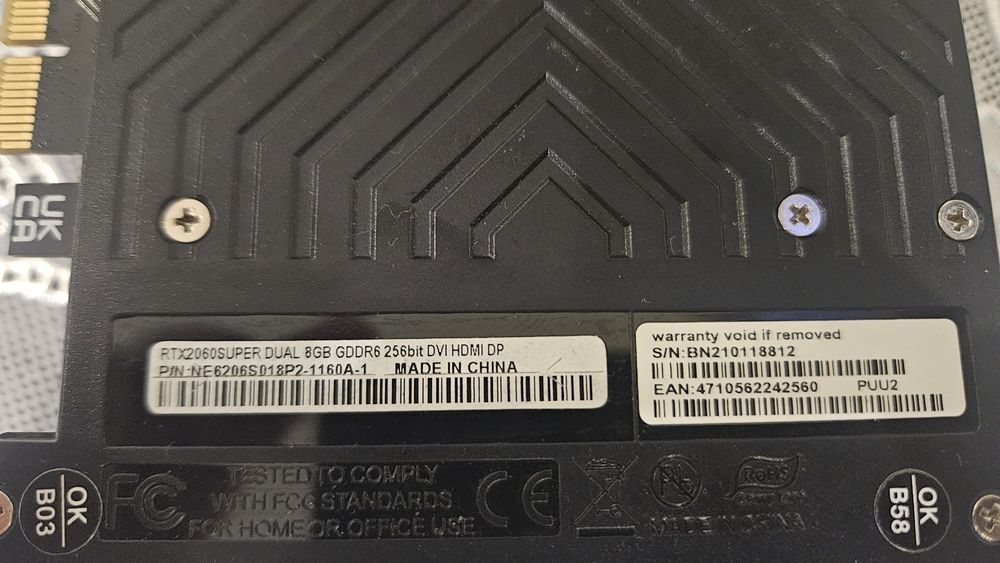 UK
CA
RTX2060SUPER DUAL 8GB GDDR6 256bit DVI HDMI DP
P/N:NE6206S018P2-1160A-1 MADE IN CHINA
warranty void if removed
S/N:BN210118812
EAN:4710562242560 PUU2
OK
B03
FC
TESTED TO COMPLY
WITH FCC STANDARDS
FOR HOME OR OFFICE USE
CE
Pb
RoHS
MADE IN CHINA
OK
B58